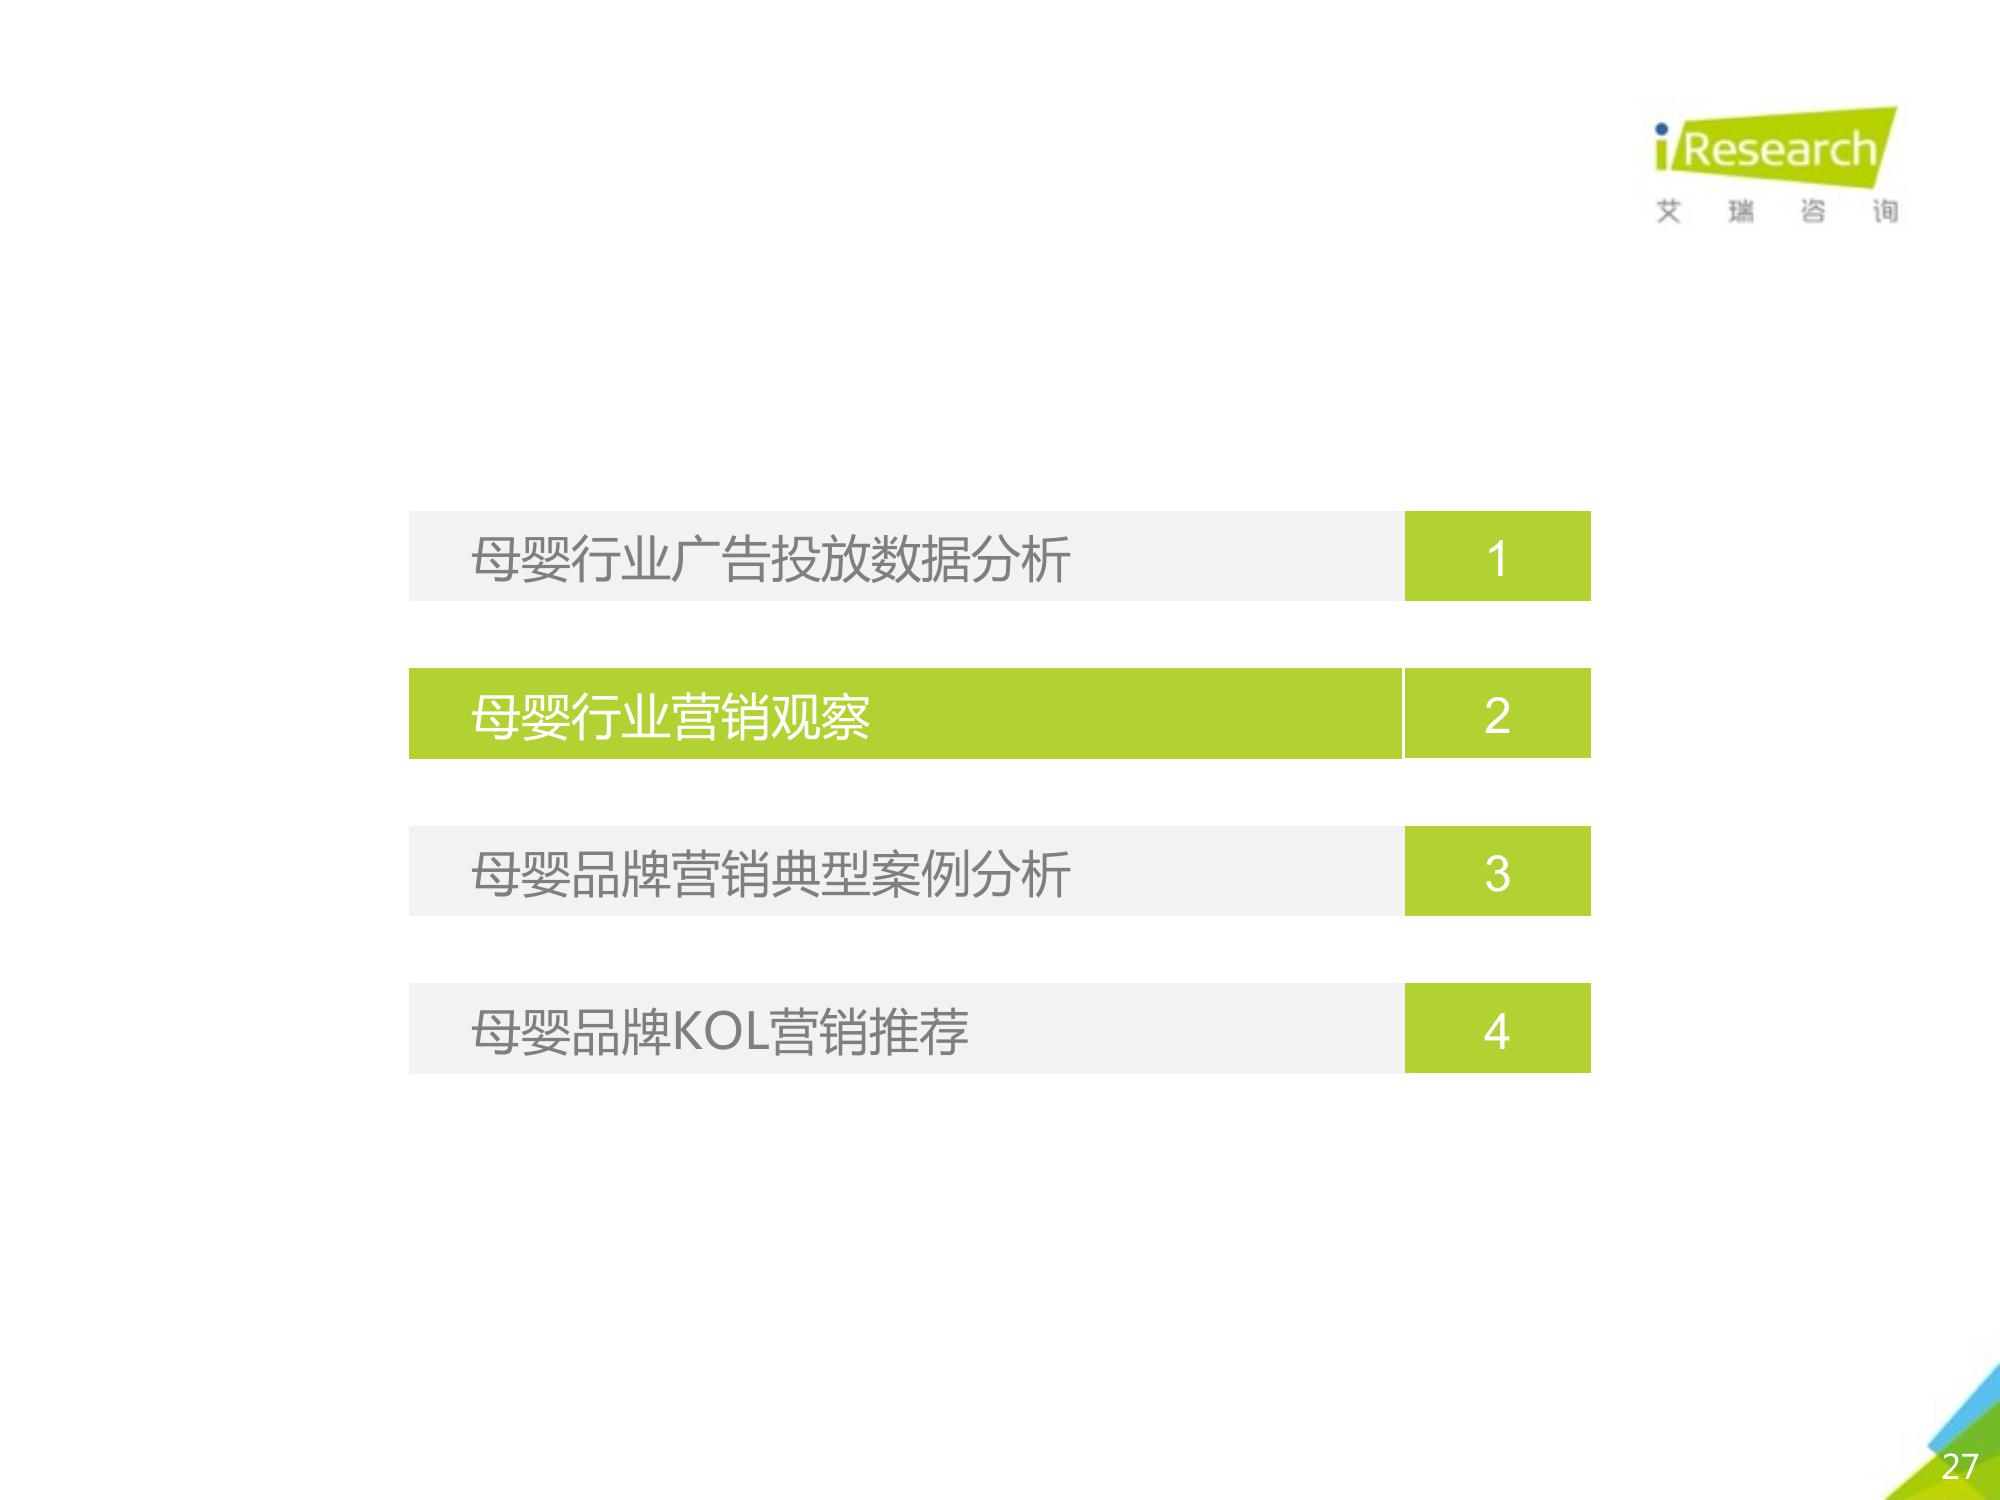 iResearch
艾瑞咨询
母婴行业广告投放数据分析 1
母婴行业营销观察 2
母婴品牌营销典型案例分析 3
母婴品牌KOL营销推荐 4
27